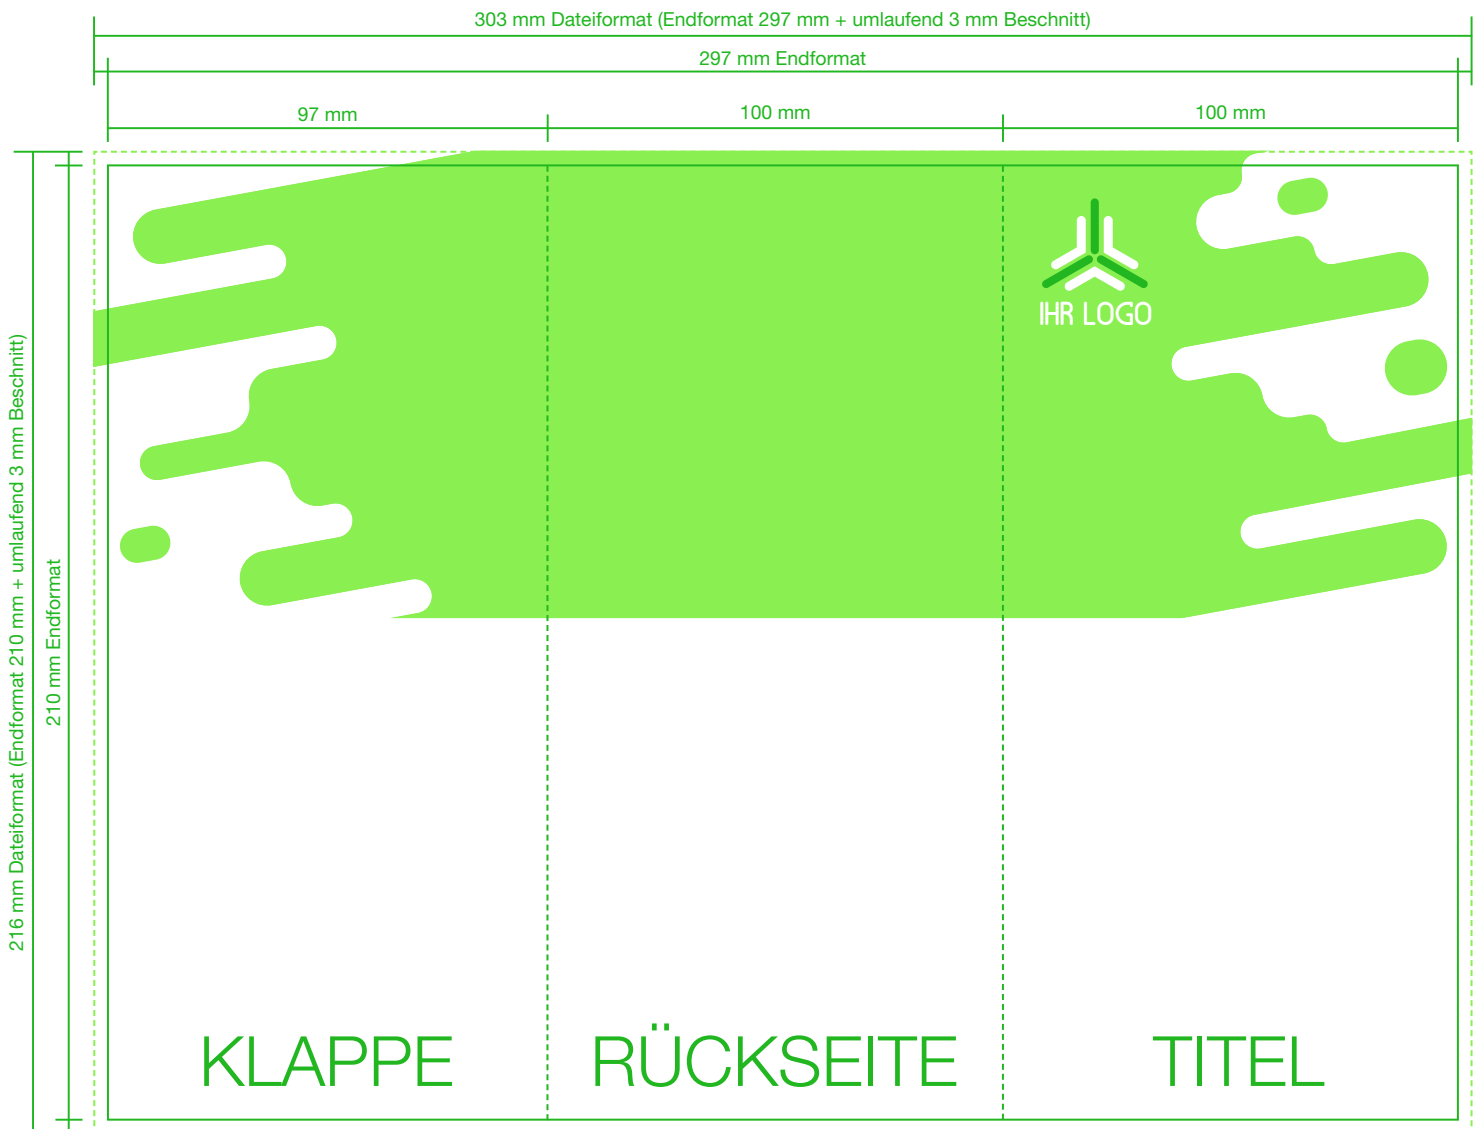 303 mm Dateiformat (Endformat 297 mm + umlaufend 3 mm Beschnitt)
297 mm Endformat
97 mm
100 mm
100 mm
216 mm Dateiformat (Endformat 210 mm + umlaufend 3 mm Beschnitt)
210 mm Endformat
IHR LOGO
KLAPPE
RÜCKSEITE
TITEL